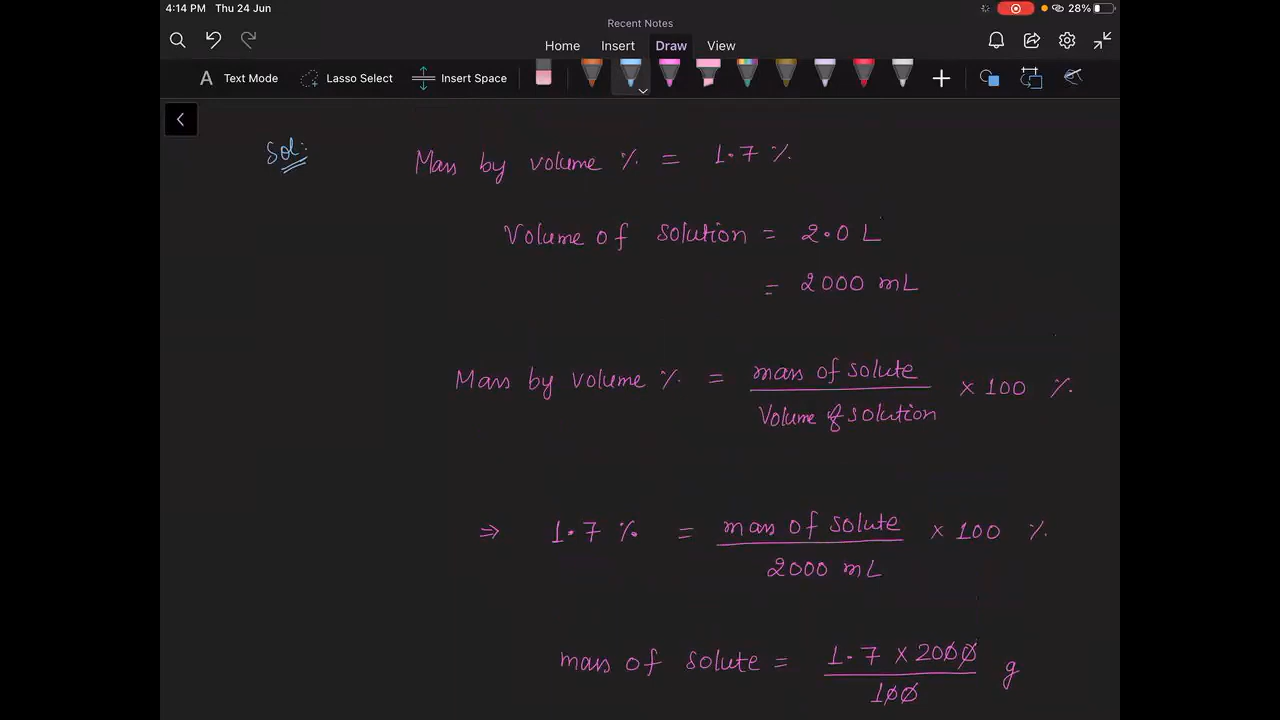 4:14 PM Thu 24 Jun
28%
Recent Notes
Home Insert Draw View
Text Mode Lasso Select Insert Space
Sol:
Mass by volume % = 1.7 %
Volume of solution = 2.0 L
= 2000 mL
Mass by volume % = mass of solute / Volume of solution × 100 %
⇒ 1.7 % = mass of solute / 2000 mL × 100 %
mass of solute = 1.7 × 2000 / 100 g